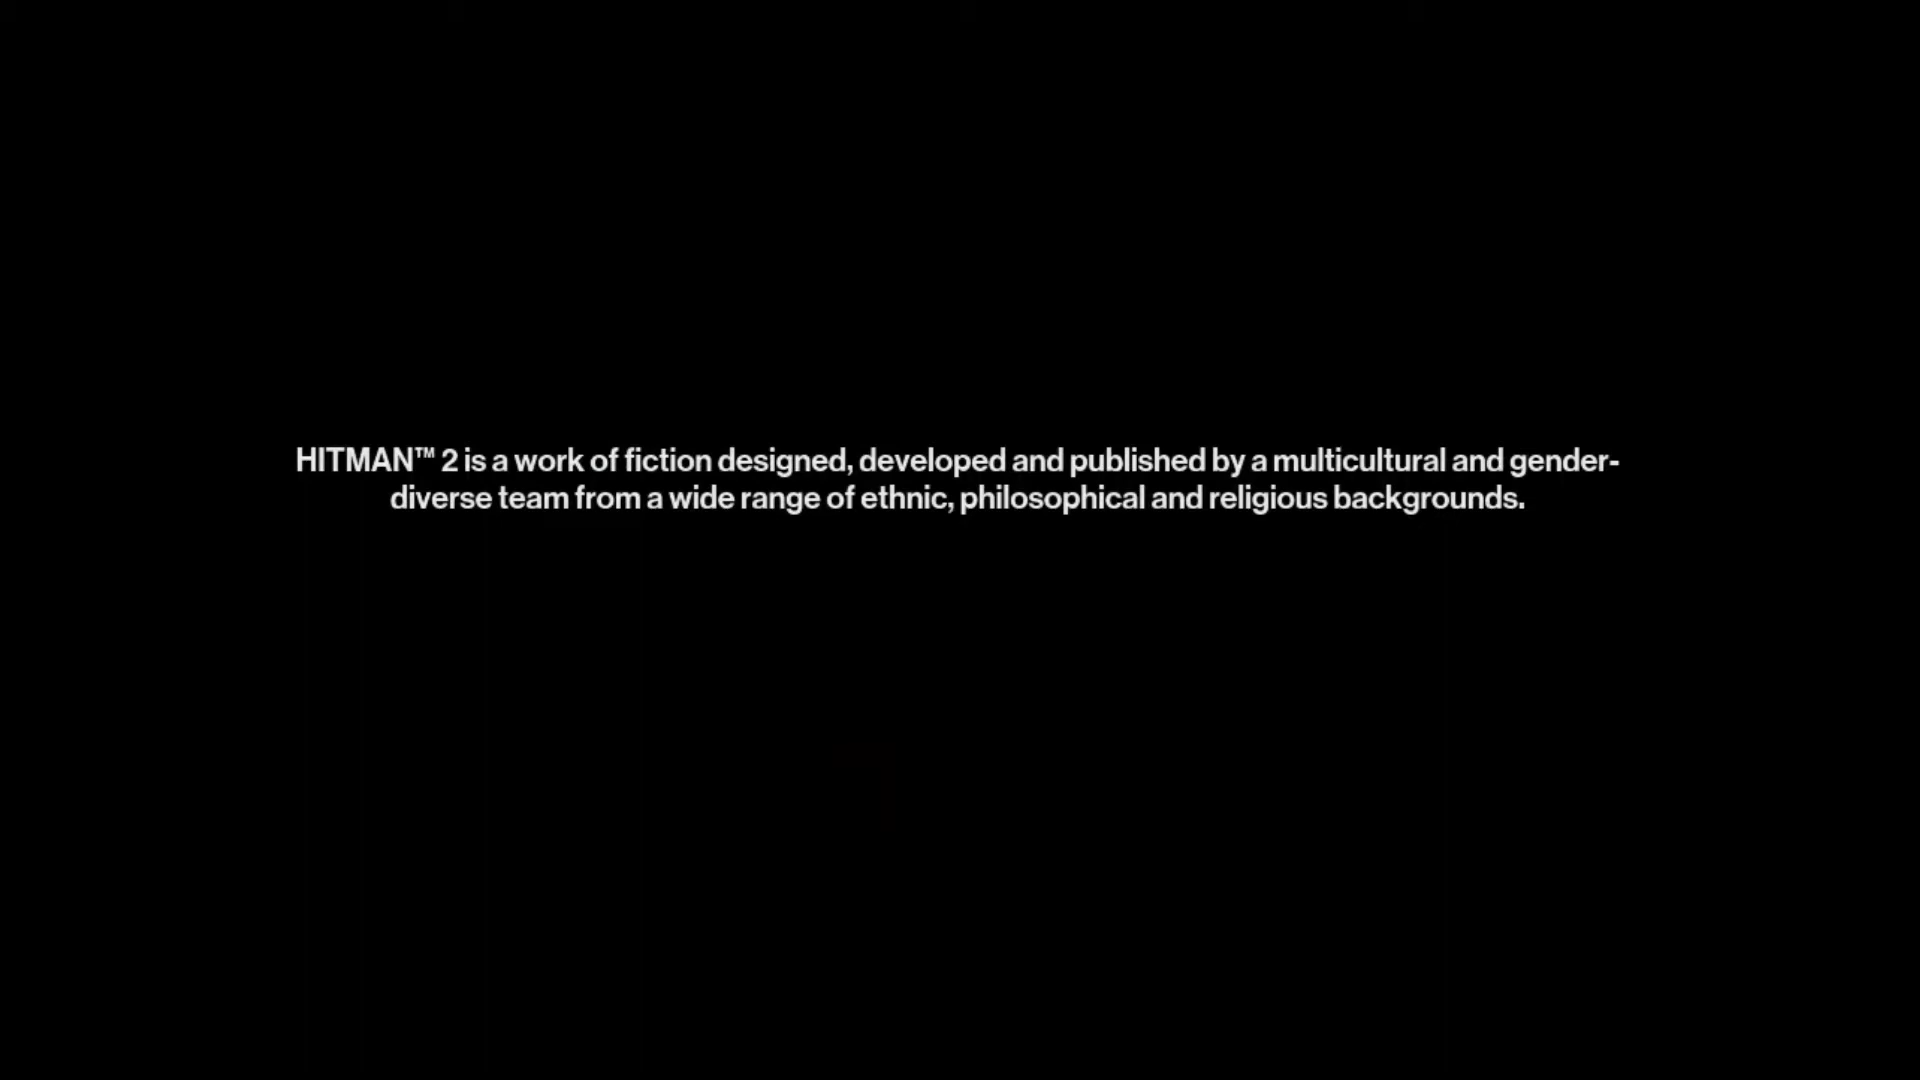 HITMAN™ 2 is a work of fiction designed, developed and published by a multicultural and gender-
diverse team from a wide range of ethnic, philosophical and religious backgrounds.